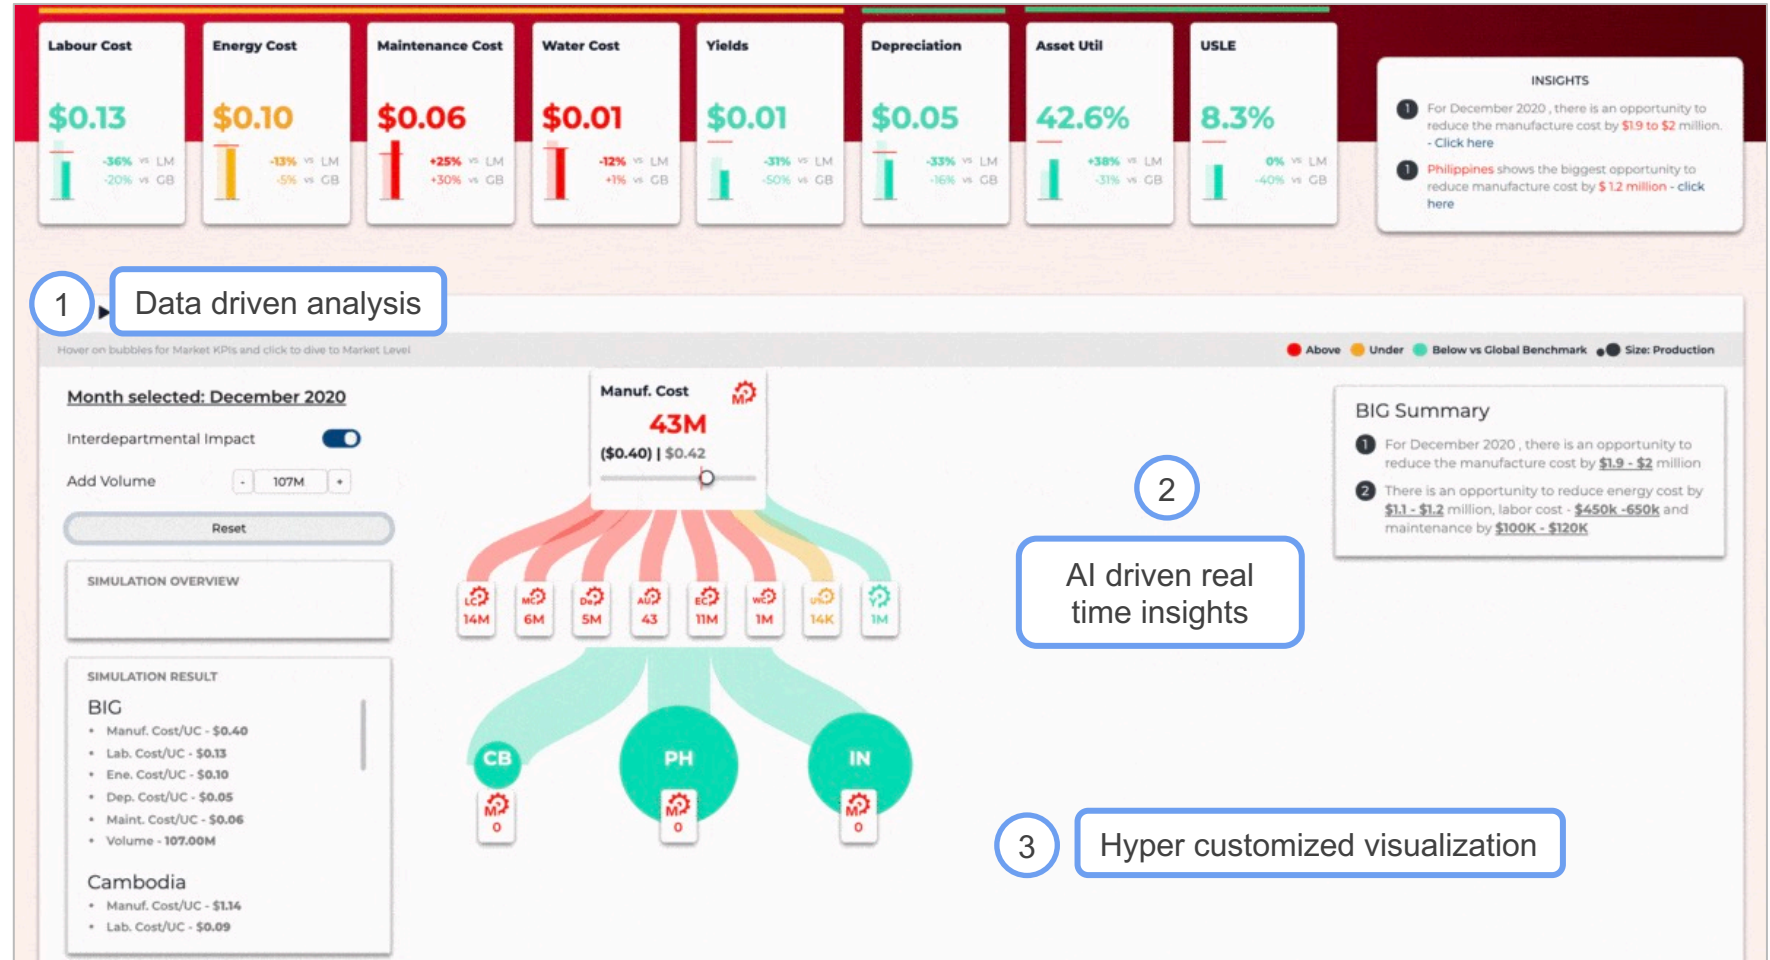 Labour Cost
$0.13
-36% vs LM
-20% vs GB
Energy Cost
$0.10
-13% vs LM
-5% vs GB
Maintenance Cost
$0.06
+25% vs LM
+30% vs GB
Water Cost
$0.01
-12% vs LM
+1% vs GB
Yields
$0.01
-31% vs LM
-50% vs GB
Depreciation
$0.05
-33% vs LM
-16% vs GB
Asset Util
42.6%
+38% vs LM
-31% vs GB
USLE
8.3%
0% vs LM
-40% vs GB
INSIGHTS
1 For December 2020 , there is an opportunity to
reduce the manufacture cost by $1.9 to $2 million.
- Click here
1 Philippines shows the biggest opportunity to
reduce manufacture cost by $ 1.2 million - click
here
1 Data driven analysis
Hover on bubbles for Market KPIs and click to dive to Market Level
Above Under Below vs Global Benchmark Size: Production
Month selected: December 2020
Interdepartmental Impact
Add Volume - 107M +
Reset
SIMULATION OVERVIEW
SIMULATION RESULT
BIG
• Manuf. Cost/UC - $0.40
• Lab. Cost/UC - $0.13
• Ene. Cost/UC - $0.10
• Dep. Cost/UC - $0.05
• Maint. Cost/UC - $0.06
• Volume - 107.00M
Cambodia
• Manuf. Cost/UC - $1.14
• Lab. Cost/UC - $0.09
Manuf. Cost
M
43M
($0.40) | $0.42
LC MC De AU EC WC
14M 6M 5M 43 11M 1M 14K 1M
CB PH IN
M M M
0 0 0
2
AI driven real
time insights
BIG Summary
1 For December 2020 , there is an opportunity to
reduce the manufacture cost by $1.9 - $2 million
2 There is an opportunity to reduce energy cost by
$1.1 - $1.2 million, labor cost - $450k -650k and
maintenance by $100K - $120K
3 Hyper customized visualization